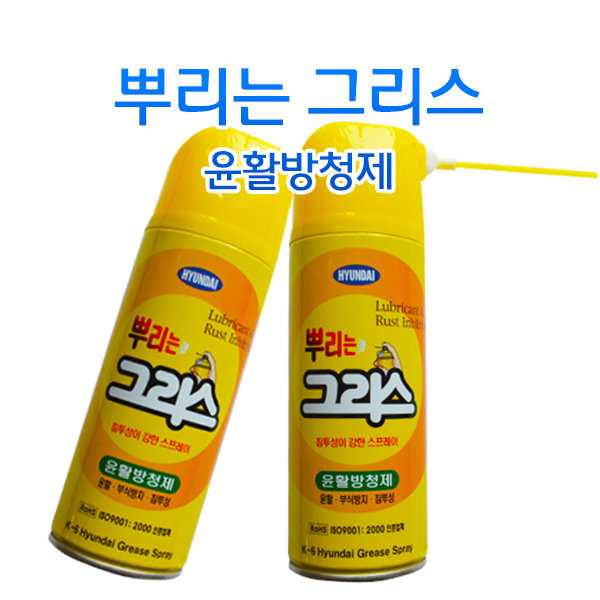 뿌리는 그리스
윤활방청제
HYUNDAI
Lubricant
Rust
뿌리는
그리스
침투성이 강한 스프레이
윤활방청제
윤활·부식방지·침투성
RoHS ISO9001: 2000 인증업체
K-6 Hyundai Grease Spray
HYUNDAI
Lubricant
Rust
뿌리는
그리스
침투성이 강한 스프레이
윤활방청제
윤활·부식방지·침투성
RoHS ISO9001: 2000 인증업체
K-6 Hyundai Grease Spray